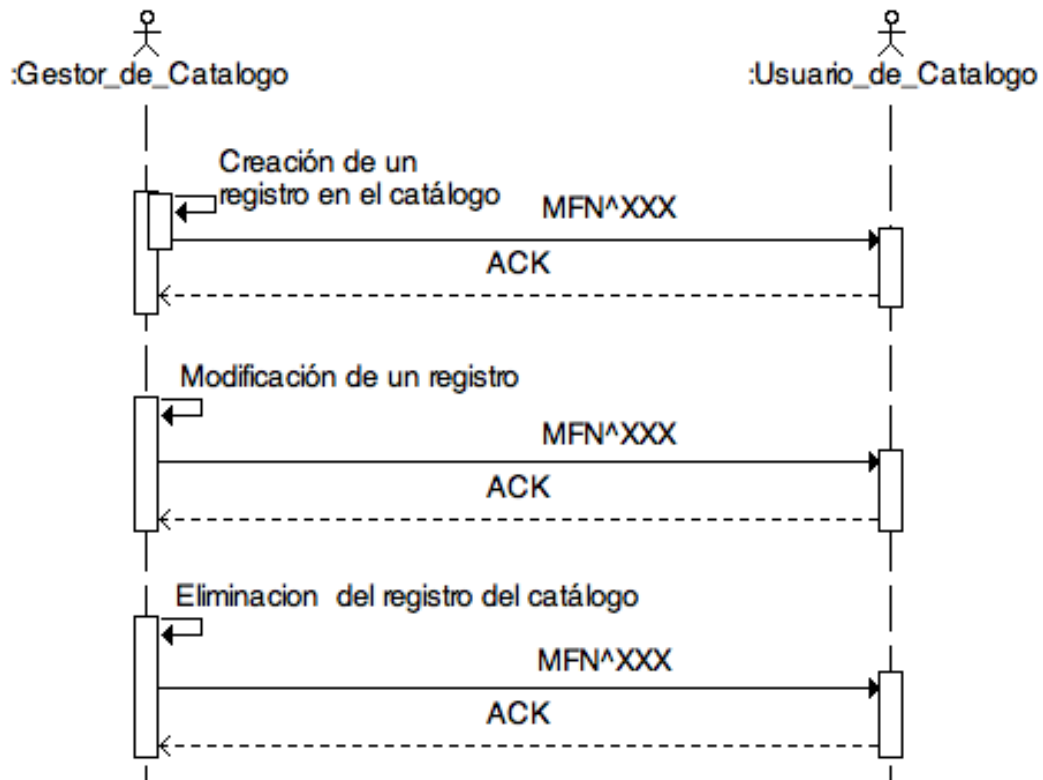 :Gestor_de_Catalogo
:Usuario_de_Catalogo
Creación de un
registro en el catálogo
MFN^XXX
ACK
Modificación de un registro
MFN^XXX
ACK
Eliminacion del registro del catálogo
MFN^XXX
ACK